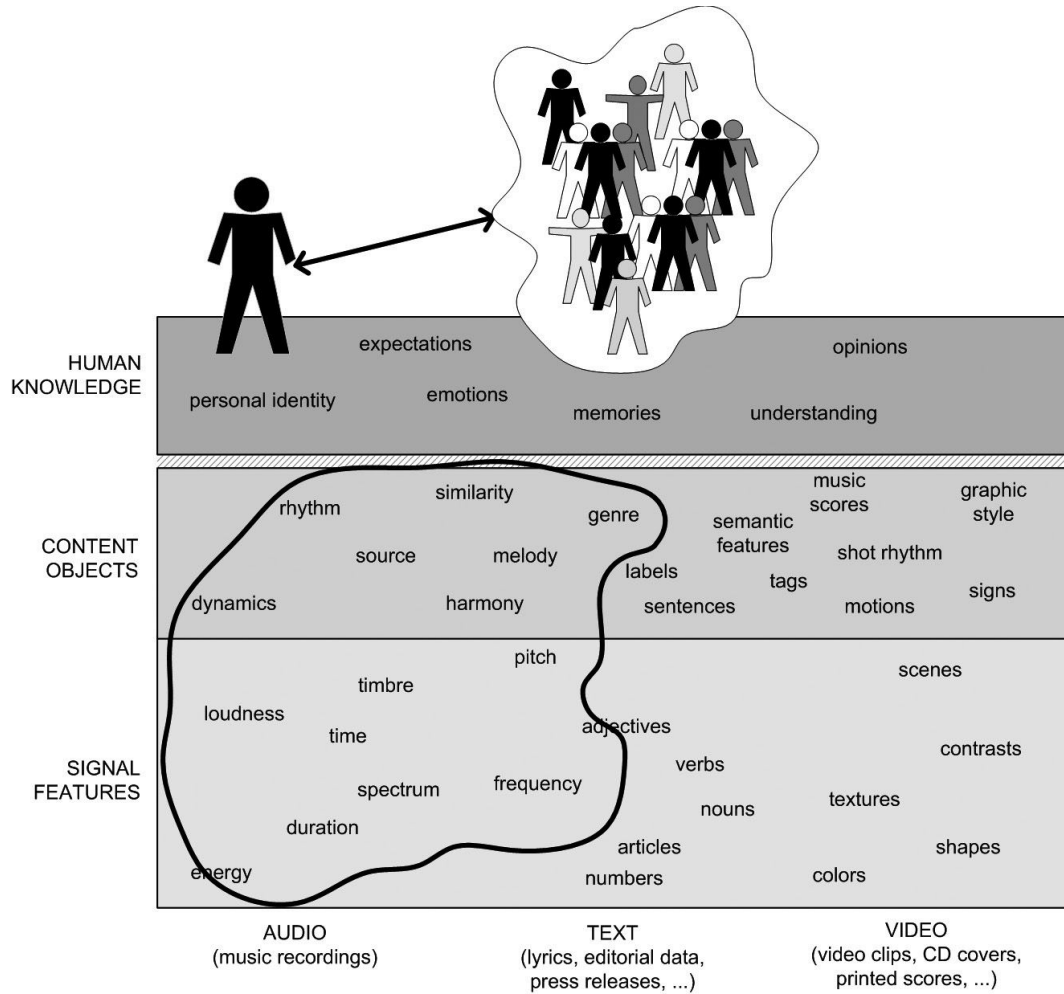 HUMAN
KNOWLEDGE
expectations
opinions
personal identity
emotions
memories
understanding
CONTENT
OBJECTS
rhythm
similarity
genre
music
scores
graphic
style
semantic
features
source
melody
labels
shot rhythm
tags
signs
dynamics
harmony
sentences
motions
SIGNAL
FEATURES
pitch
timbre
scenes
loudness
time
adjectives
verbs
contrasts
spectrum
frequency
nouns
textures
duration
articles
shapes
energy
numbers
colors
AUDIO
(music recordings)
TEXT
(lyrics, editorial data,
press releases, ...)
VIDEO
(video clips, CD covers,
printed scores, ...)